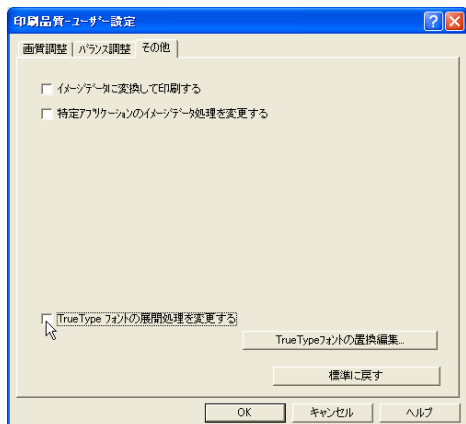 印刷品質-ユーザー設定
画質調整 バランス調整 その他
イメージデータに変換して印刷する
特定アプリケーションのイメージデータ処理を変更する
TrueType フォントの展開処理を変更する
TrueTypeフォントの置換編集...
標準に戻す
OK キャンセル ヘルプ